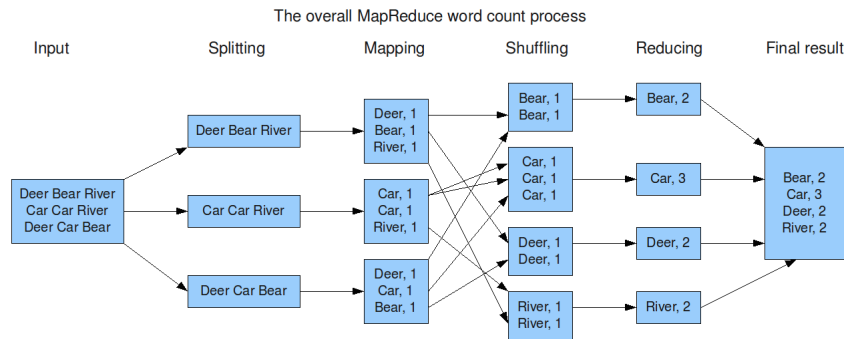 The overall MapReduce word count process
Input
Splitting
Mapping
Shuffling
Reducing
Final result
Deer Bear River
Car Car River
Deer Car Bear
Deer Bear River
Car Car River
Deer Car Bear
Deer, 1
Bear, 1
River, 1
Car, 1
Car, 1
River, 1
Deer, 1
Car, 1
Bear, 1
Bear, 1
Bear, 1
Car, 1
Car, 1
Car, 1
Deer, 1
Deer, 1
River, 1
River, 1
Bear, 2
Car, 3
Deer, 2
River, 2
Bear, 2
Car, 3
Deer, 2
River, 2